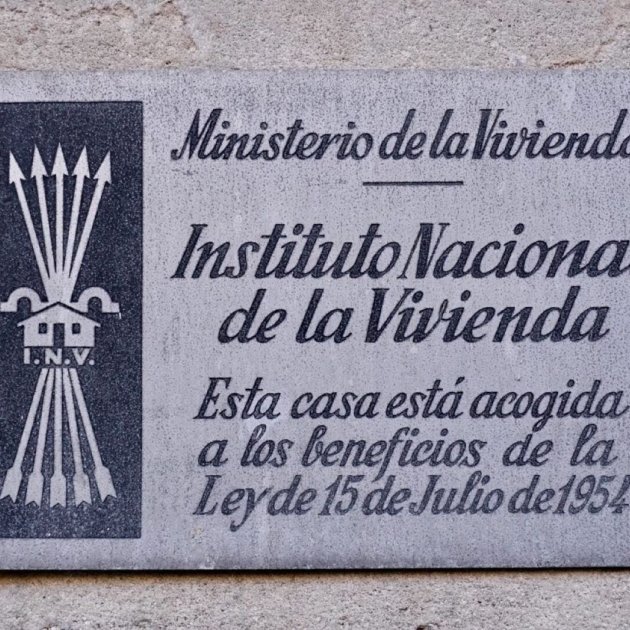 I.N.V.
Ministerio de la Vivienda
Instituto Naciona
de la Vivienda
Esta casa está acogida
a los beneficios de la
Ley de 15 de Julio de 1954